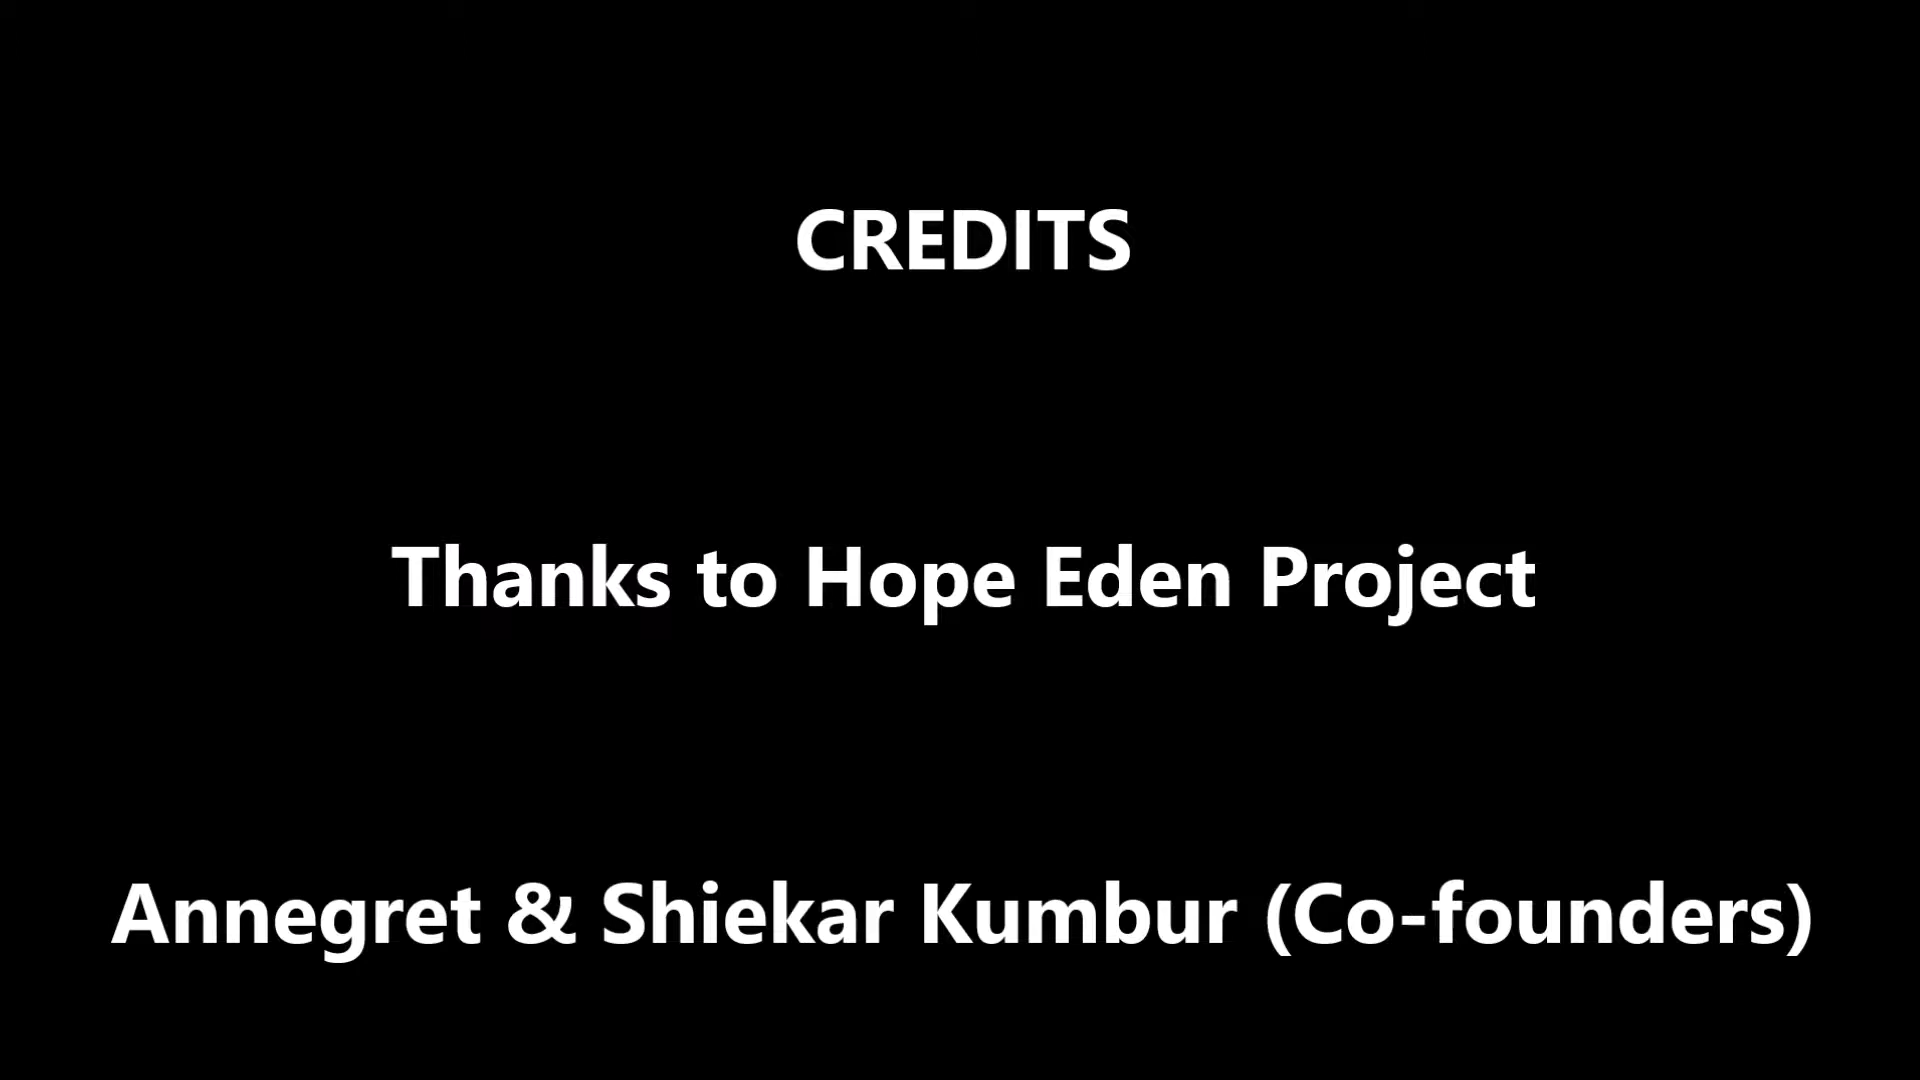 CREDITS
Thanks to Hope Eden Project
Annegret & Shiekar Kumbur (Co-founders)